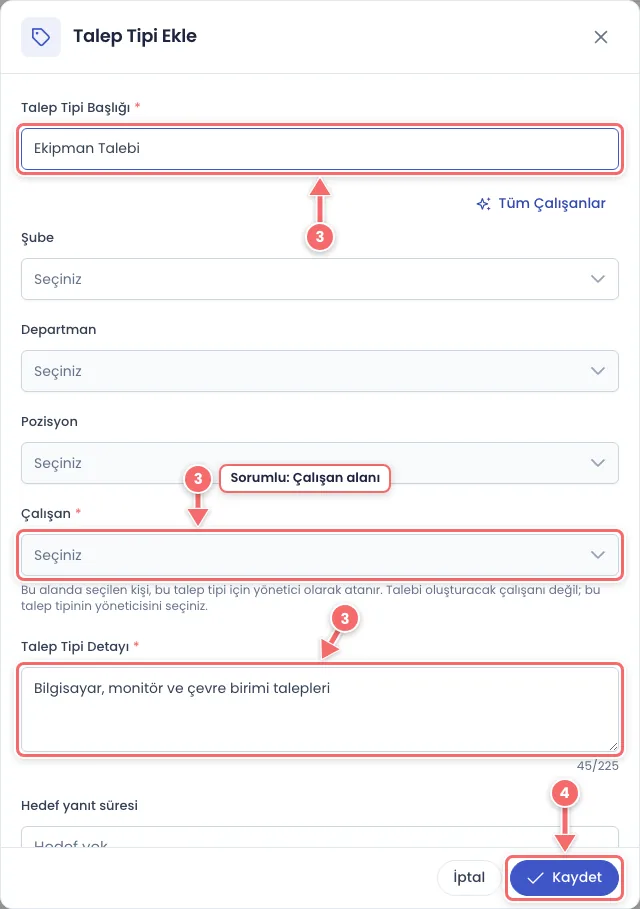 Talep Tipi Ekle
Talep Tipi Başlığı *
Ekipman Talebi
Tüm Çalışanlar
3
Şube
Seçiniz
Departman
Seçiniz
Pozisyon
Seçiniz
3
Sorumlu: Çalışan alanı
Çalışan *
Seçiniz
Bu alanda seçilen kişi, bu talep tipi için yönetici olarak atanır. Talebi oluşturacak çalışanı değil; bu
talep tipinin yöneticisini seçiniz.
3
Talep Tipi Detayı *
Bilgisayar, monitör ve çevre birimi talepleri
45/225
4
Hedef yanıt süresi
Hedef yok
İptal
Kaydet